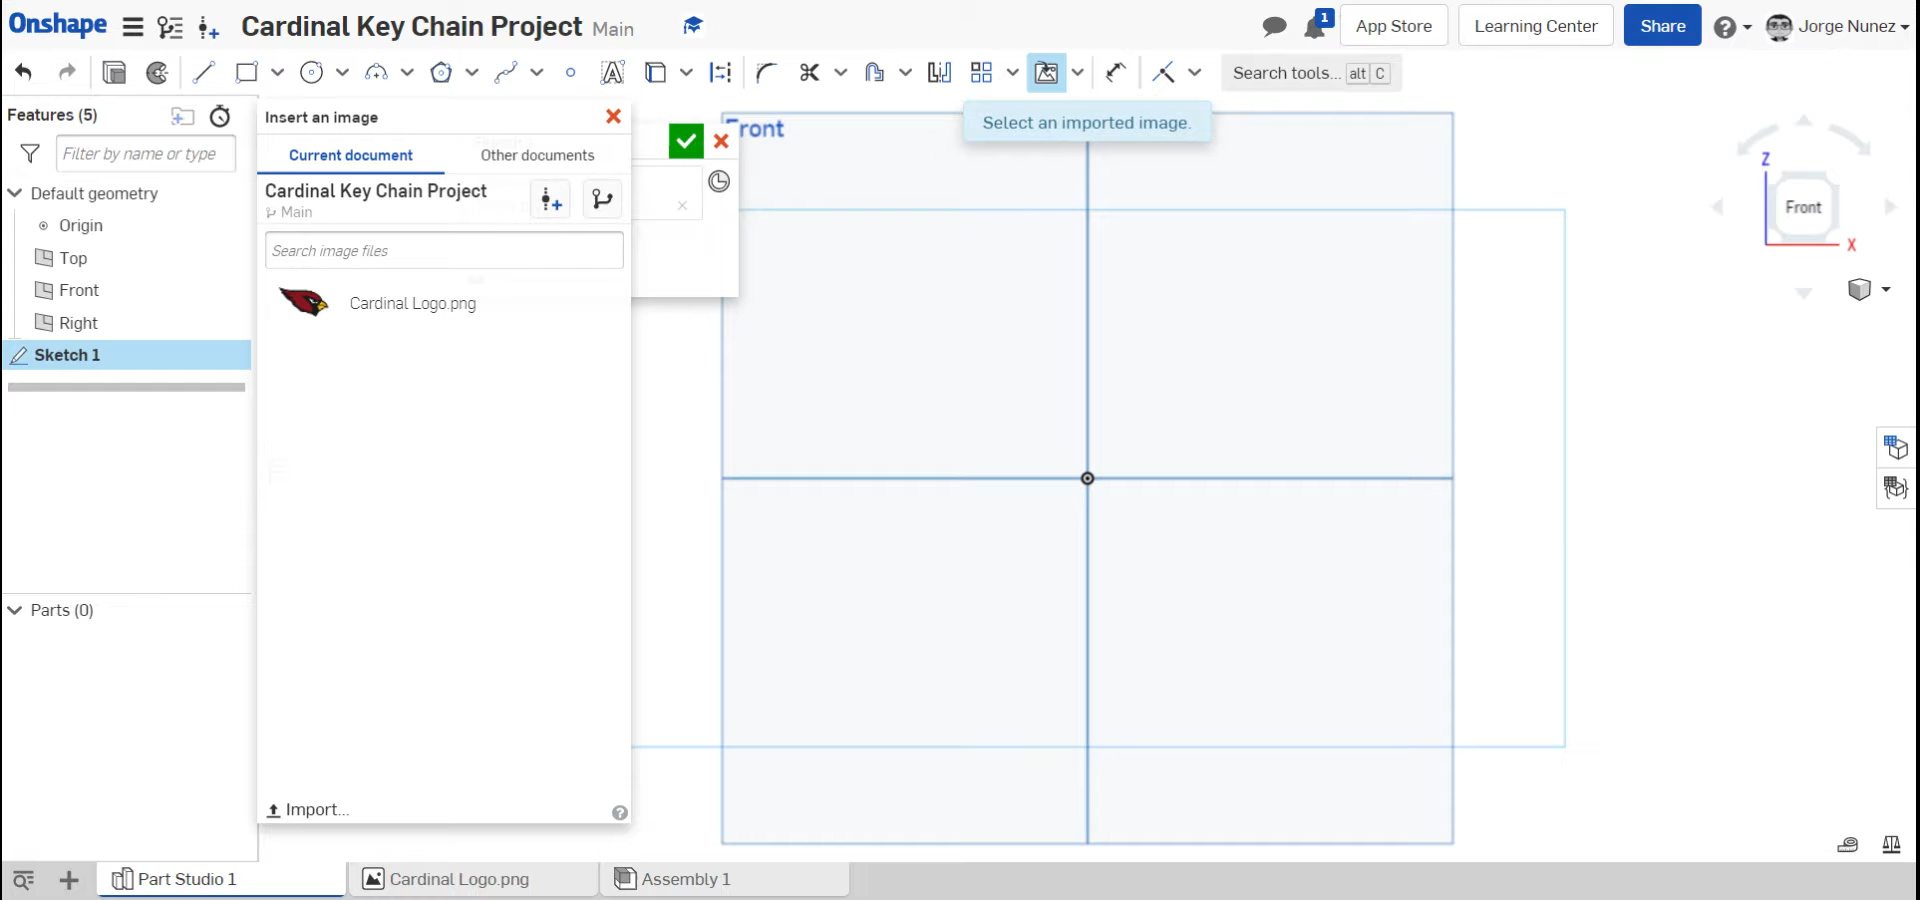 Onshape
Cardinal Key Chain Project Main
1
App Store
Learning Center
Share
Jorge Nunez
Search tools... alt C
Features (5)
Filter by name or type
Default geometry
Origin
Top
Front
Right
Sketch 1
Parts (0)
Insert an image
Current document
Other documents
Cardinal Key Chain Project
Main
Search image files
Cardinal Logo.png
Import...
Front
Select an imported image.
Z
Front
X
Part Studio 1
Cardinal Logo.png
Assembly 1